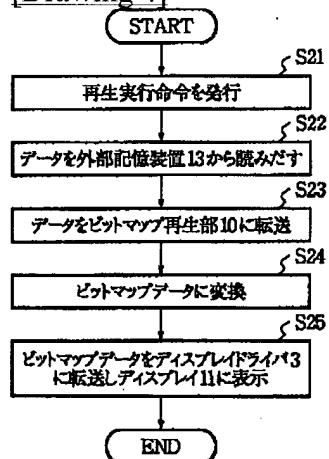 [Drawing 4]
START
S21
再生実行命令を発行
S22
データを外部記憶装置13から読みだす
S23
データをビットマップ再生部10に転送
S24
ビットマップデータに変換
S25
ビットマップデータをディスプレイドライバ3
に転送しディスプレイ11に表示
END